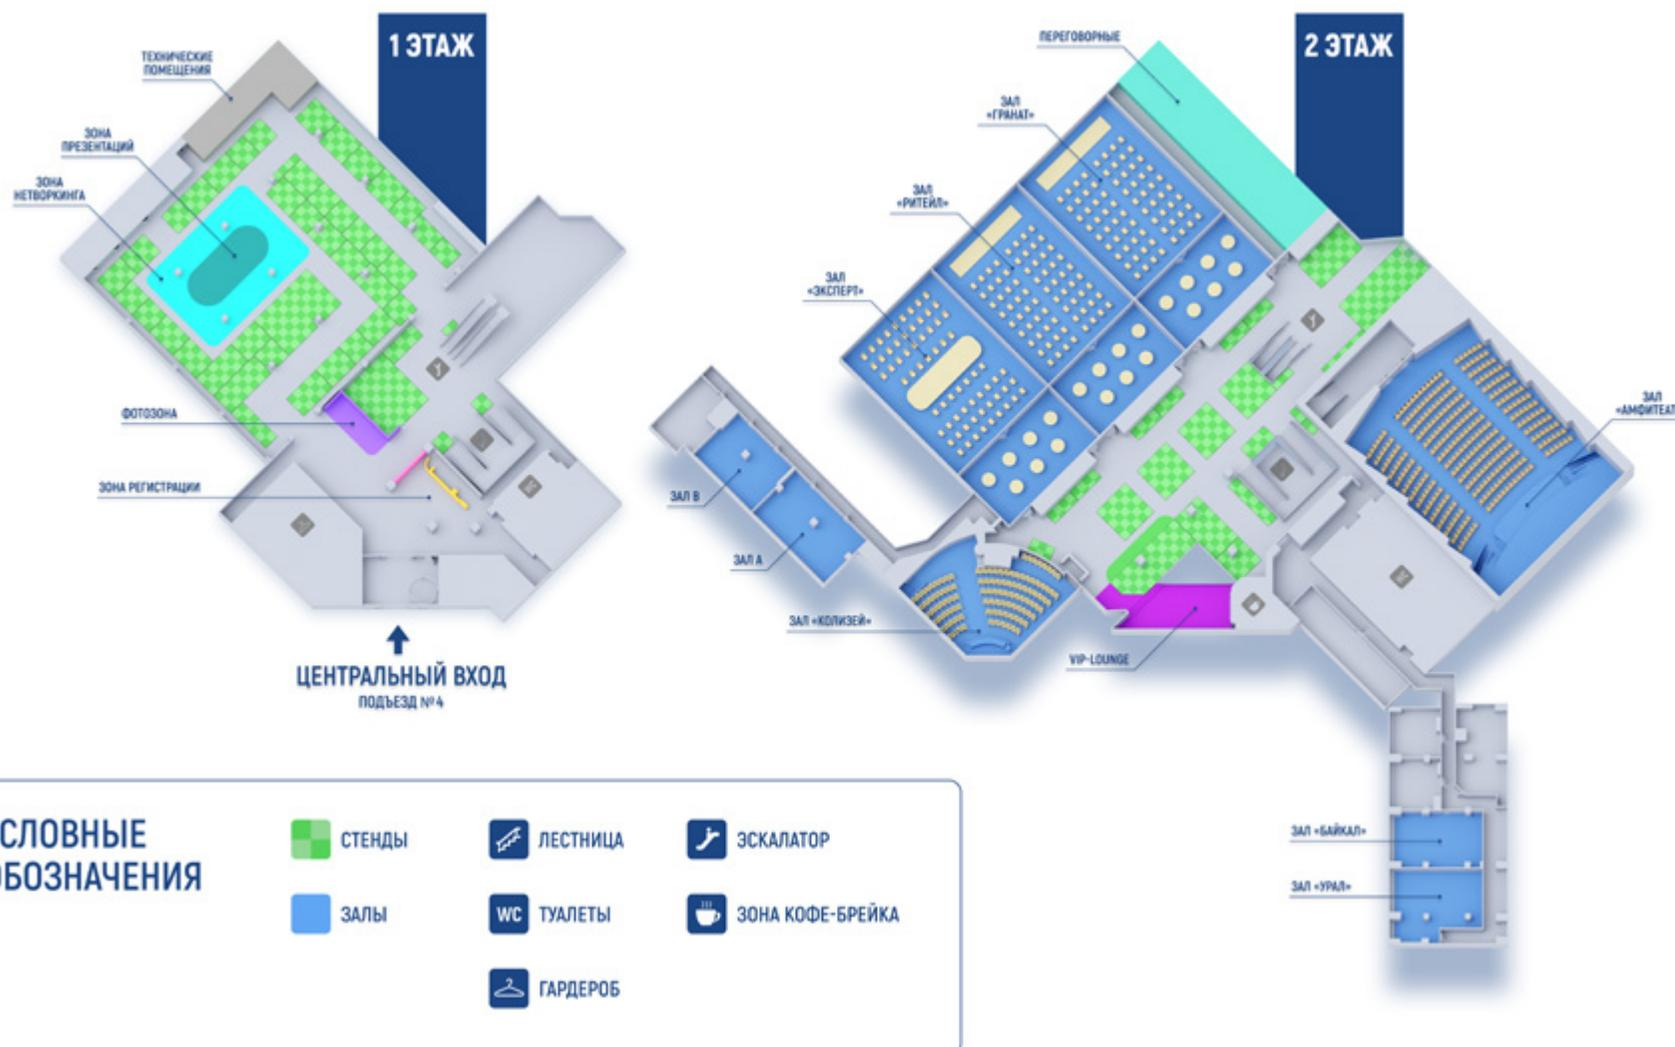 1 ЭТАЖ
ТЕХНИЧЕСКИЕ
ПОМЕЩЕНИЯ
ЗОНА
ПРЕЗЕНТАЦИЙ
ЗОНА
НЕТВОРКИНГА
ФОТОЗОНА
ЗОНА РЕГИСТРАЦИИ
ЦЕНТРАЛЬНЫЙ ВХОД
ПОДЪЕЗД №4
2 ЭТАЖ
ПЕРЕГОВОРНЫЕ
ЗАЛ
«ГРАНАТ»
ЗАЛ
«РИТЕЙЛ»
ЗАЛ
«ЭКСПЕРТ»
ЗАЛ
«АМФИТЕАТ
ЗАЛ B
ЗАЛ A
ЗАЛ «КОЛИЗЕЙ»
VIP-LOUNGE
ЗАЛ «БАЙКАЛ»
ЗАЛ «УРАЛ»
СЛОВНЫЕ
ОБОЗНАЧЕНИЯ
СТЕНДЫ
ЗАЛЫ
ЛЕСТНИЦА
WC ТУАЛЕТЫ
ГАРДЕРОБ
ЭСКАЛАТОР
ЗОНА КОФЕ-БРЕЙКА